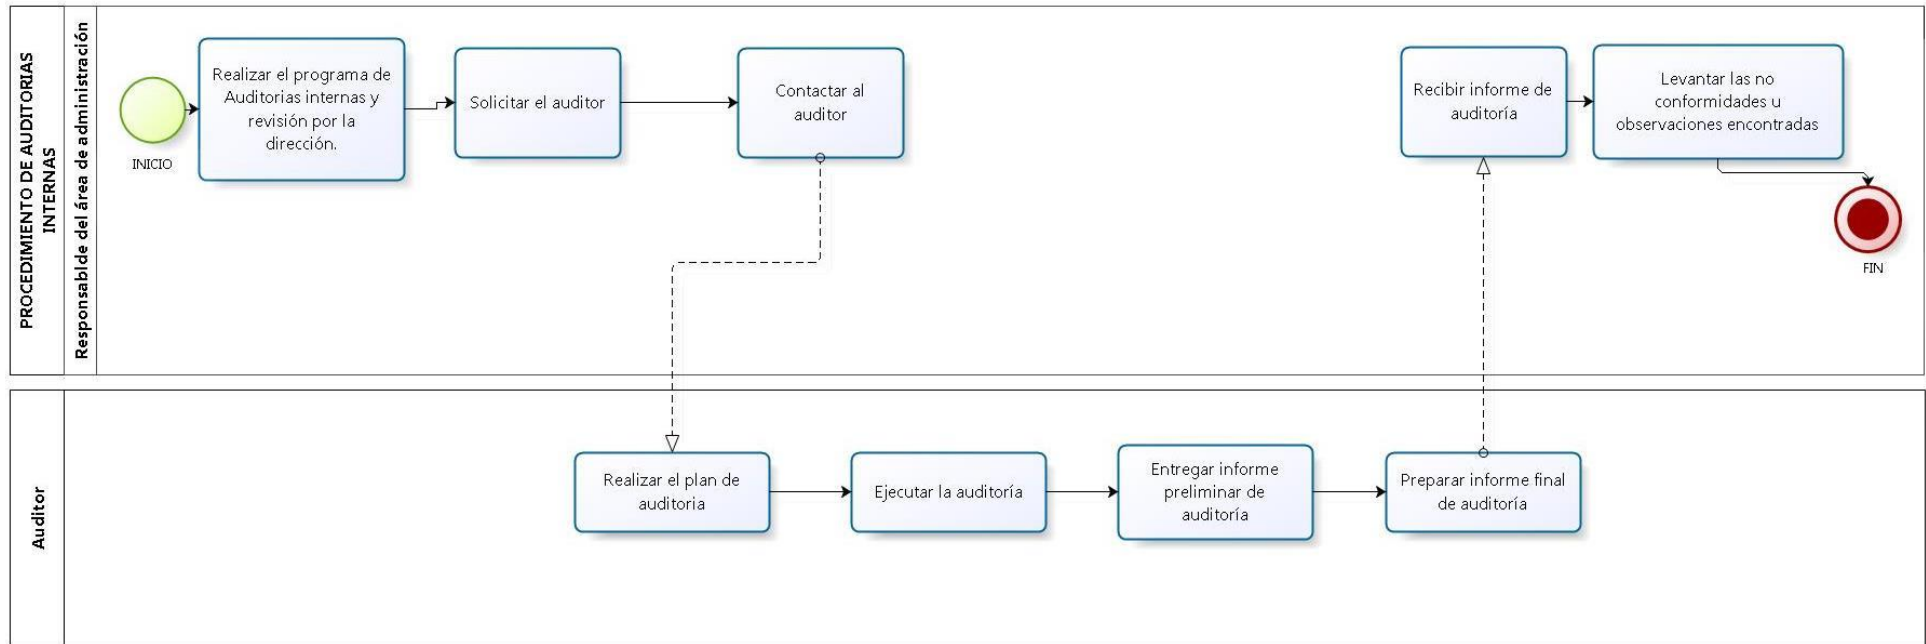 PROCEDIMIENTO DE AUDITORIAS
INTERNAS
Responsablde del área de administración
INICIO
Realizar el programa de
Auditorias internas y
revisión por la
dirección.
Solicitar el auditor
Contactar al
auditor
Recibir informe de
auditoría
Levantar las no
conformidades u
observaciones encontradas
FIN
Auditor
Realizar el plan de
auditoria
Ejecutar la auditoría
Entregar informe
preliminar de
auditoría
Preparar informe final
de auditoría